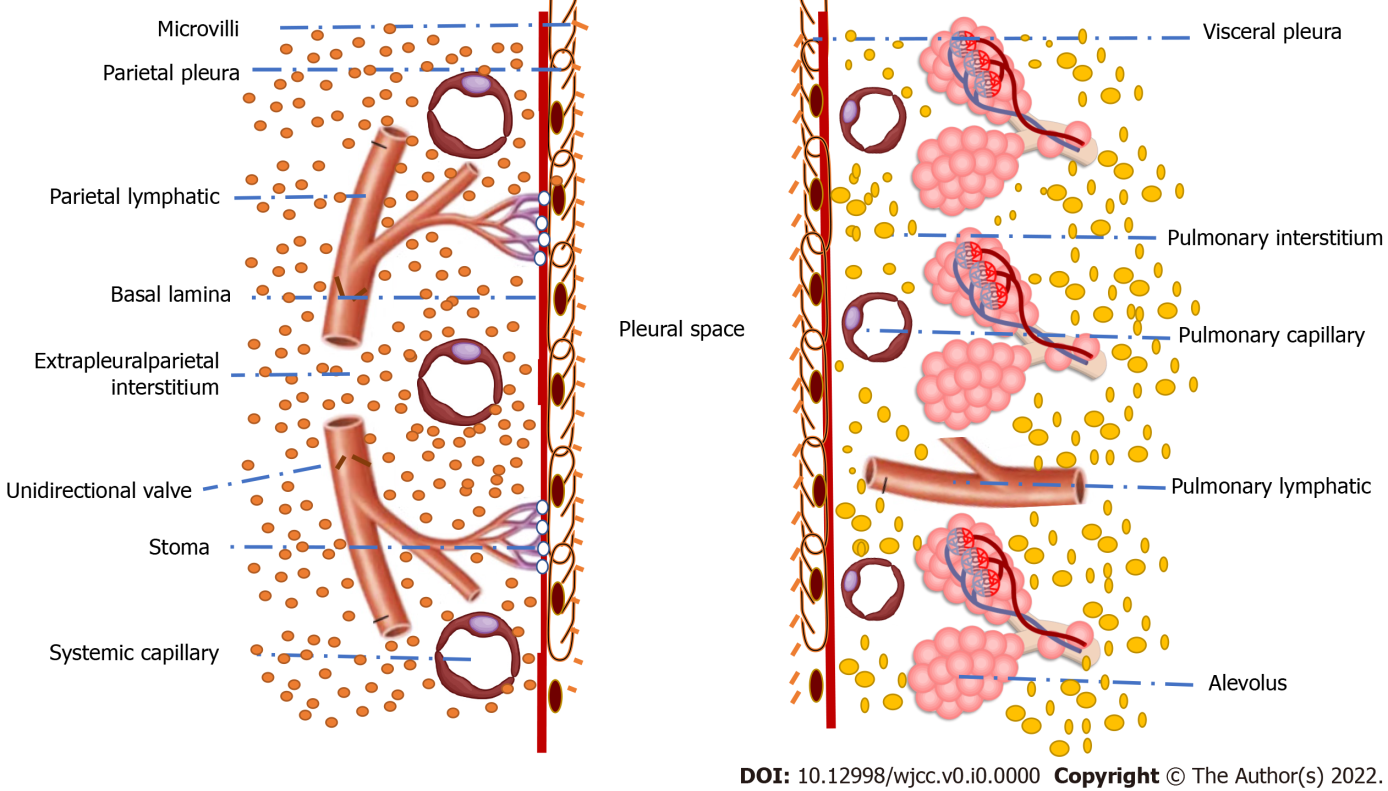 Microvilli
Parietal pleura
Parietal lymphatic
Basal lamina
Extrapleuralparietal
interstitium
Unidirectional valve
Stoma
Systemic capillary
Pleural space
Visceral pleura
Pulmonary interstitium
Pulmonary capillary
Pulmonary lymphatic
Alevolus
DOI: 10.12998/wjcc.v0.i0.0000 Copyright © The Author(s) 2022.